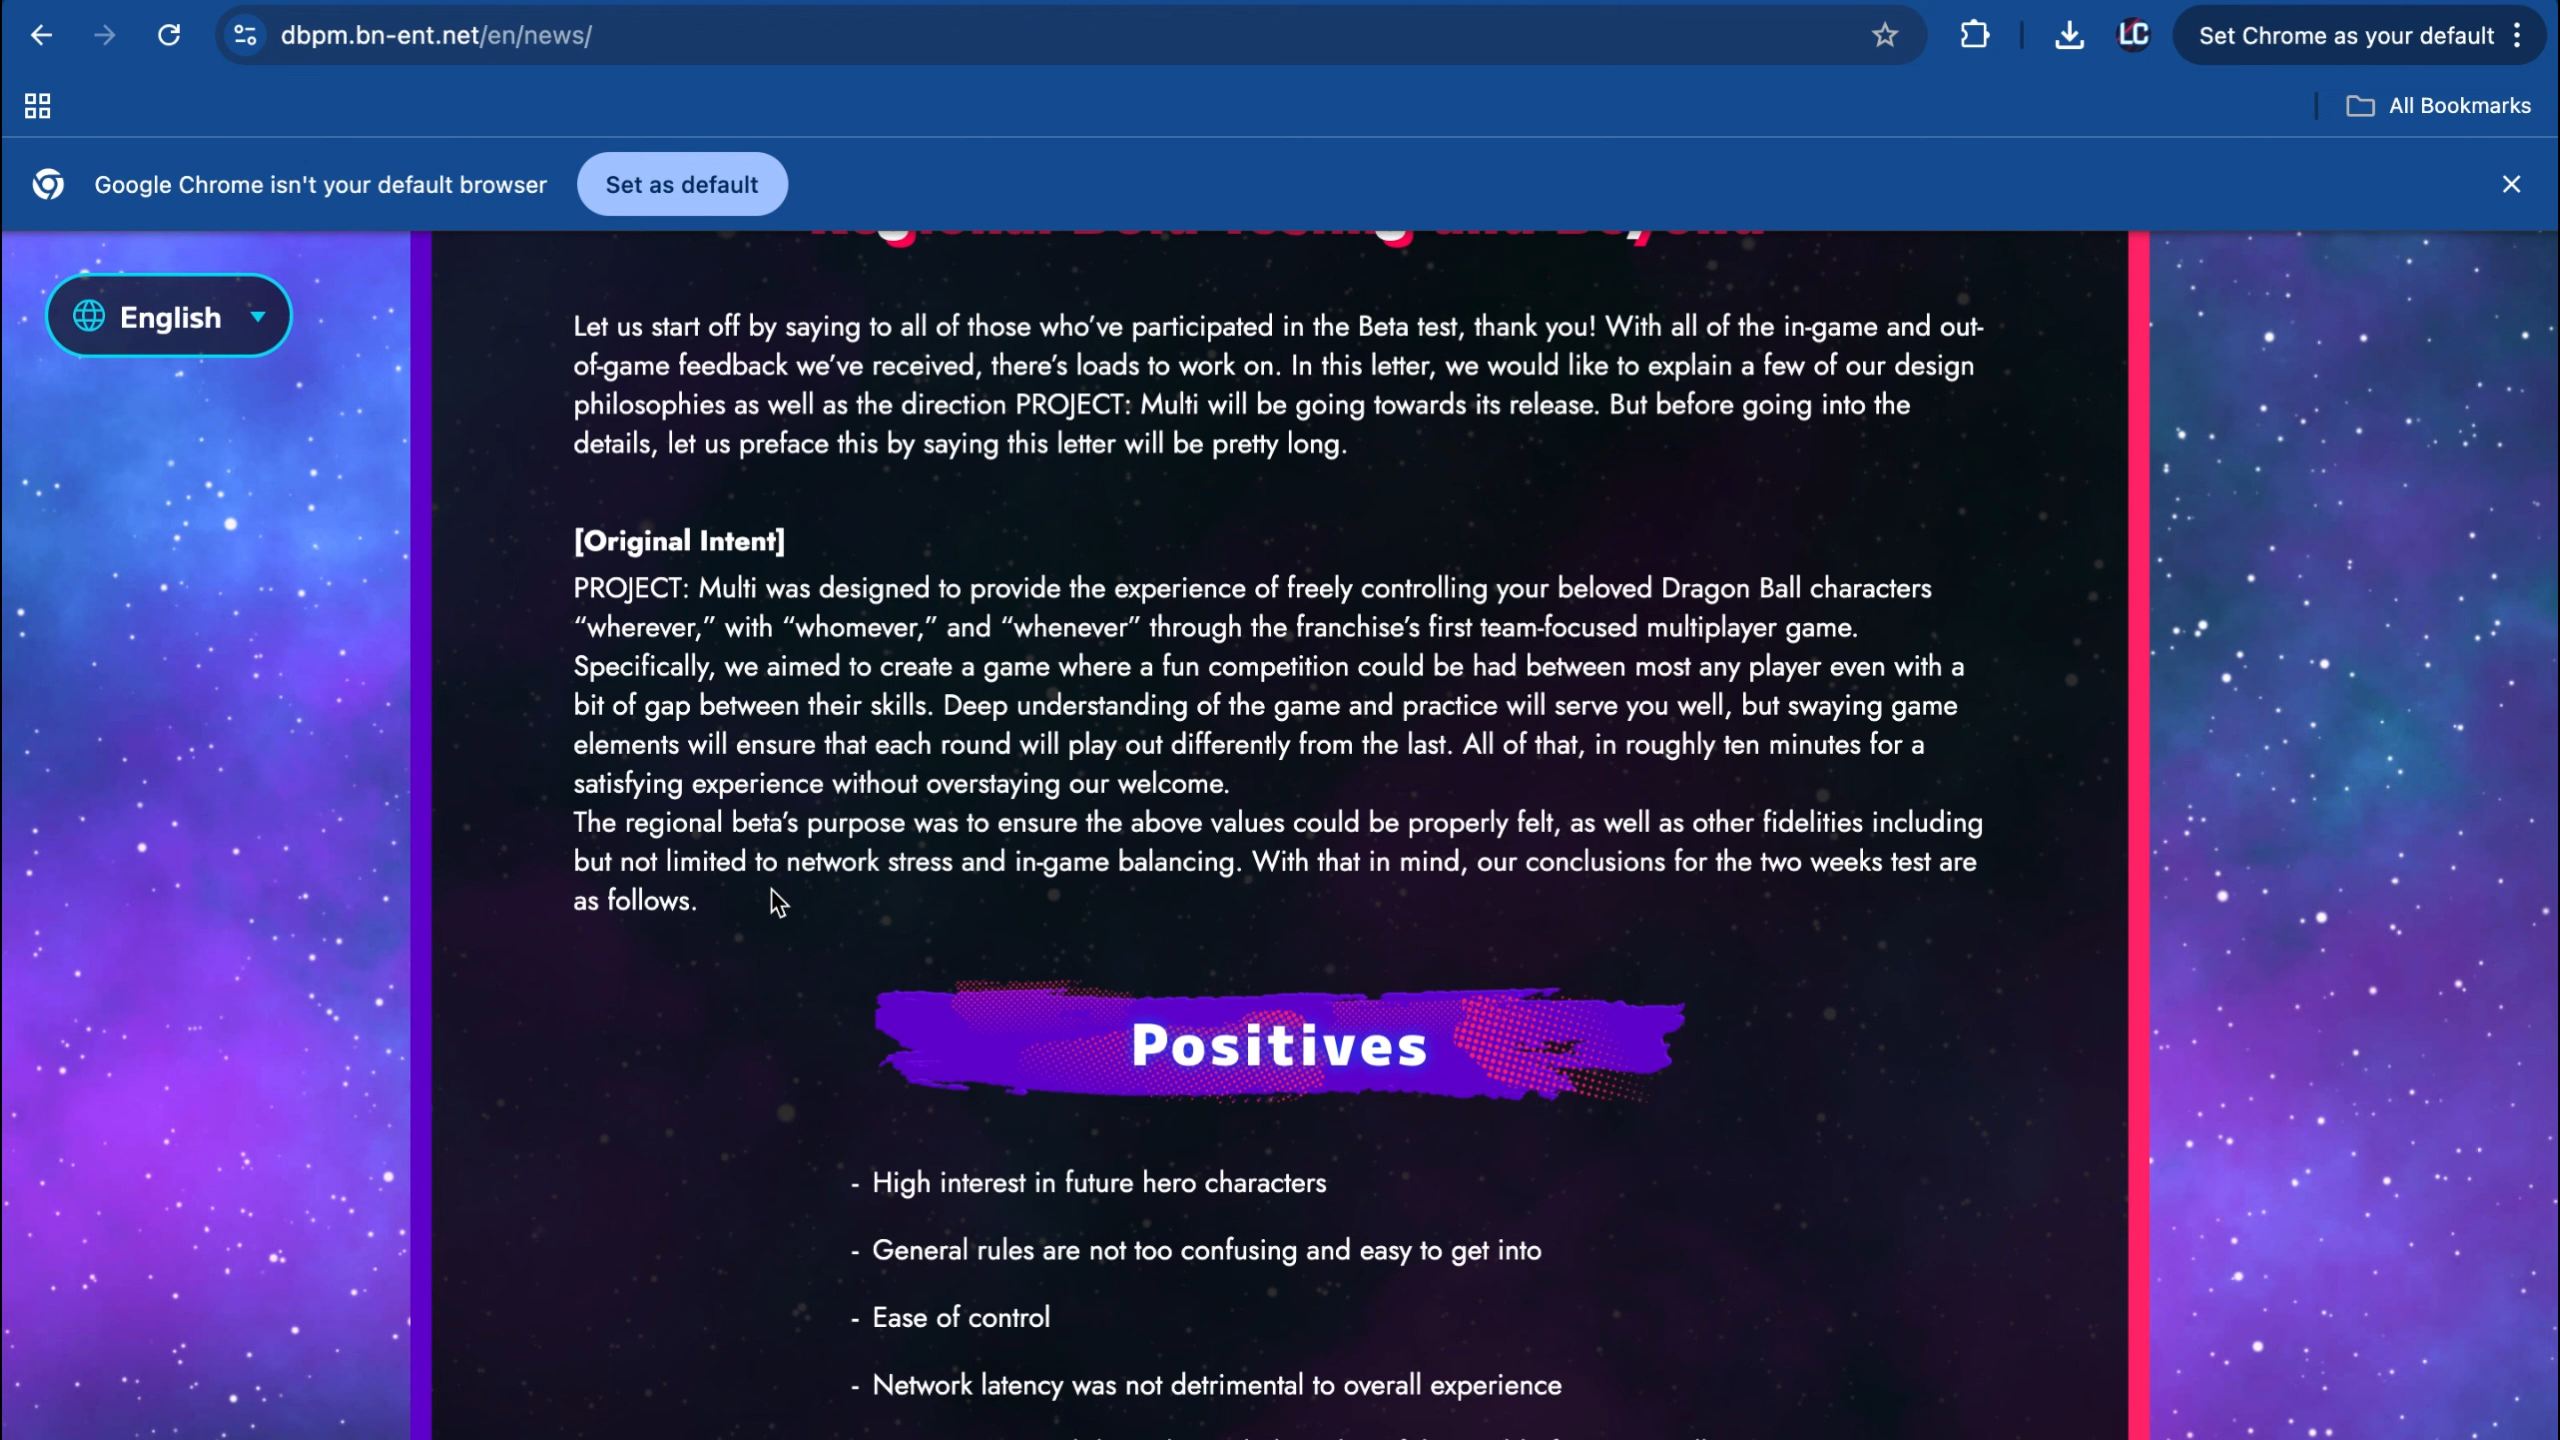 dbpm.bn-ent.net/en/news/
LC
Set Chrome as your default
All Bookmarks
Google Chrome isn't your default browser
Set as default
English
Regional Beta Testing and Beyond
Let us start off by saying to all of those who’ve participated in the Beta test, thank you! With all of the in-game and out-
of-game feedback we’ve received, there’s loads to work on. In this letter, we would like to explain a few of our design
philosophies as well as the direction PROJECT: Multi will be going towards its release. But before going into the
details, let us preface this by saying this letter will be pretty long.
[Original Intent]
PROJECT: Multi was designed to provide the experience of freely controlling your beloved Dragon Ball characters
“wherever,” with “whomever,” and “whenever” through the franchise’s first team-focused multiplayer game.
Specifically, we aimed to create a game where a fun competition could be had between most any player even with a
bit of gap between their skills. Deep understanding of the game and practice will serve you well, but swaying game
elements will ensure that each round will play out differently from the last. All of that, in roughly ten minutes for a
satisfying experience without overstaying our welcome.
The regional beta’s purpose was to ensure the above values could be properly felt, as well as other fidelities including
but not limited to network stress and in-game balancing. With that in mind, our conclusions for the two weeks test are
as follows.
Positives
- High interest in future hero characters
- General rules are not too confusing and easy to get into
- Ease of control
- Network latency was not detrimental to overall experience